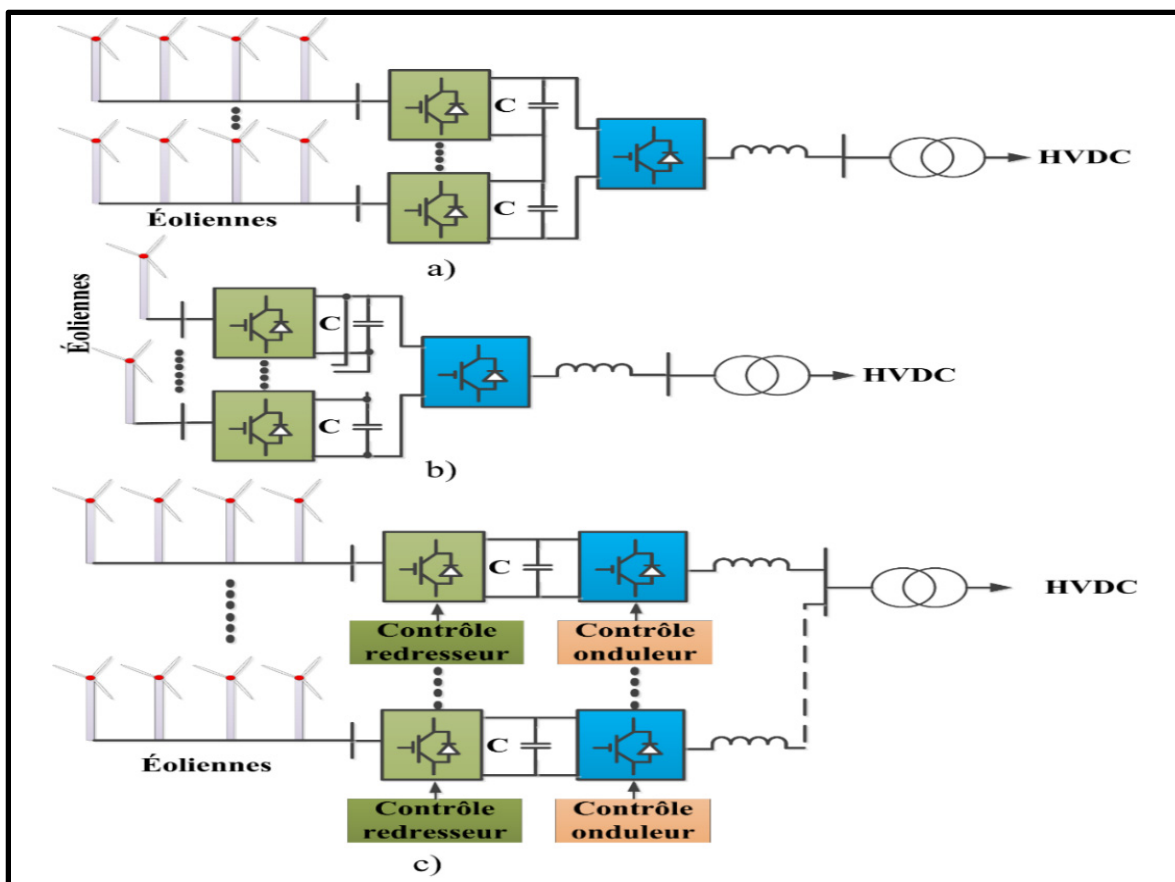 C
HVDC
C
Éoliennes
a)
Éoliennes
C
HVDC
C
b)
C
HVDC
Contrôle
redresseur
Contrôle
onduleur
C
Éoliennes
Contrôle
redresseur
Contrôle
onduleur
c)